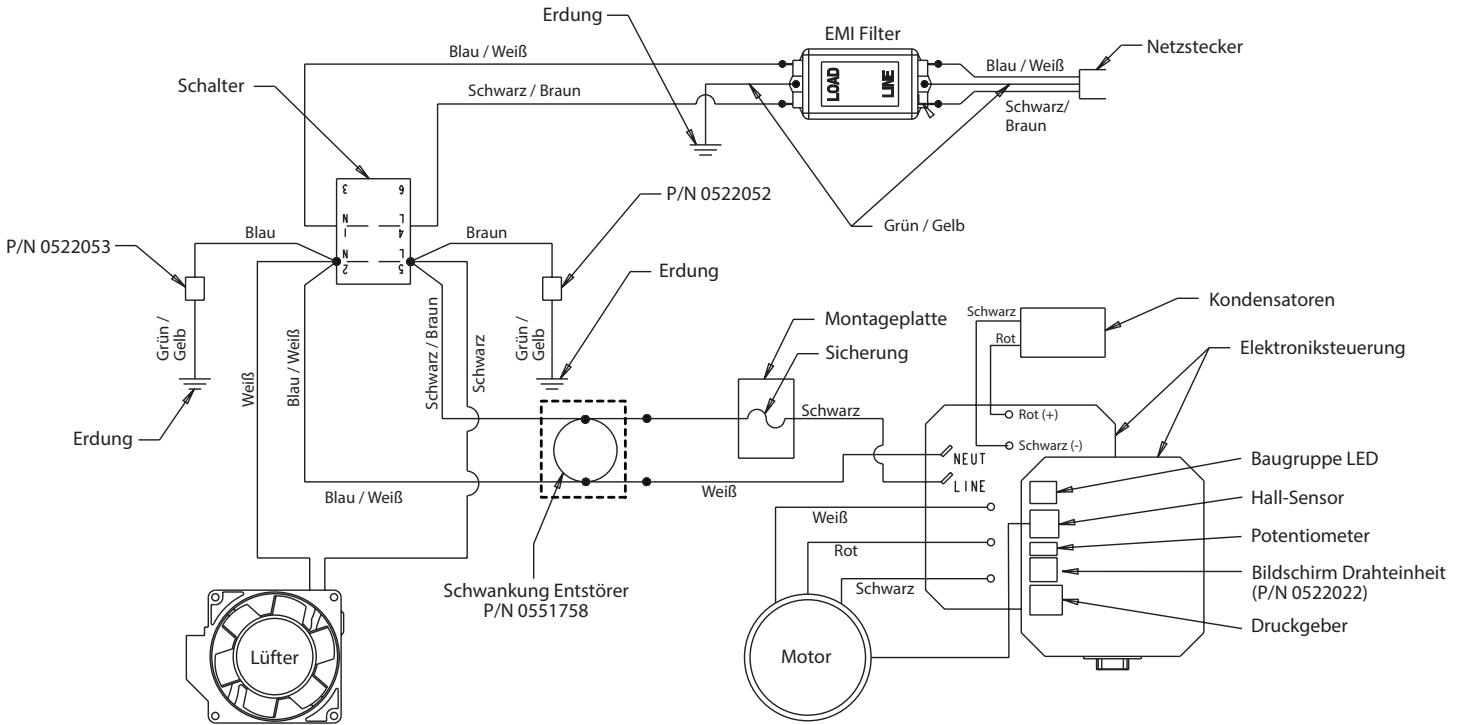 Erdung
EMI Filter
Netzstecker
Blau / Weiß
Blau / Weiß
Schalter
Schwarz / Braun
LOAD
LINE
Schwarz/
Braun
3
6
P/N 0522052
N
L
1
4
Grün / Gelb
Blau
Braun
P/N 0522053
N
L
2
5
Erdung
Grün /
Gelb
Weiß
Blau / Weiß
Schwarz / Braun
Schwarz
Grün /
Gelb
Montageplatte
Sicherung
Schwarz
Schwarz
Rot
Kondensatoren
Elektroniksteuerung
Rot (+)
Schwarz (-)
Erdung
NEUT
LINE
Baugruppe LED
Blau / Weiß
Weiß
Hall-Sensor
Weiß
Potentiometer
Rot
Bildschirm Drahteinheit
(P/N 0522022)
Schwankung Entstörer
P/N 0551758
Schwarz
Druckgeber
Lüfter
Motor